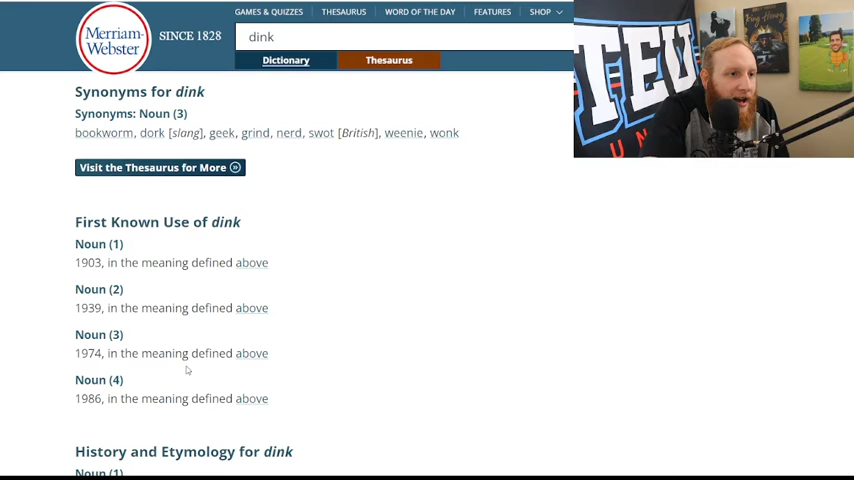 Merriam-
Webster
SINCE 1828
GAMES & QUIZZES THESAURUS WORD OF THE DAY FEATURES SHOP
dink
Dictionary Thesaurus
Synonyms for dink
Synonyms: Noun (3)
bookworm, dork [slang], geek, grind, nerd, swot [British], weenie, wonk
Visit the Thesaurus for More
First Known Use of dink
Noun (1)
1903, in the meaning defined above
Noun (2)
1939, in the meaning defined above
Noun (3)
1974, in the meaning defined above
Noun (4)
1986, in the meaning defined above
History and Etymology for dink
Noun (1)
TEU